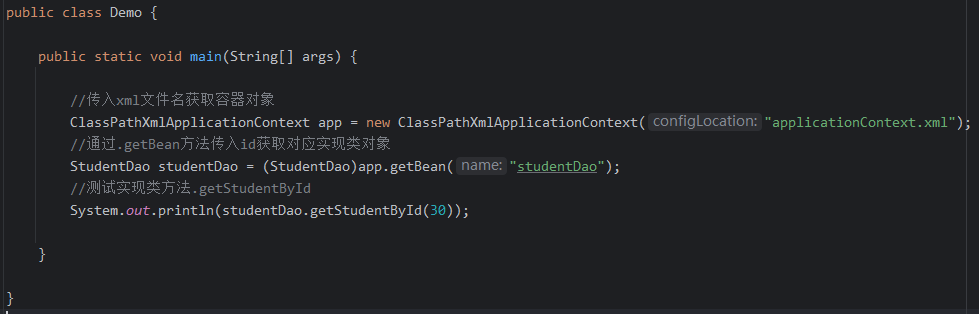 public class Demo {
public static void main(String[] args) {
//传入xml文件名获取容器对象
ClassPathXmlApplicationContext app = new ClassPathXmlApplicationContext( configLocation: "applicationContext.xml");
//通过.getBean方法传入id获取对应实现类对象
StudentDao studentDao = (StudentDao)app.getBean( name: "studentDao");
//测试实现类方法.getStudentById
System.out.println(studentDao.getStudentById(30));
}
}